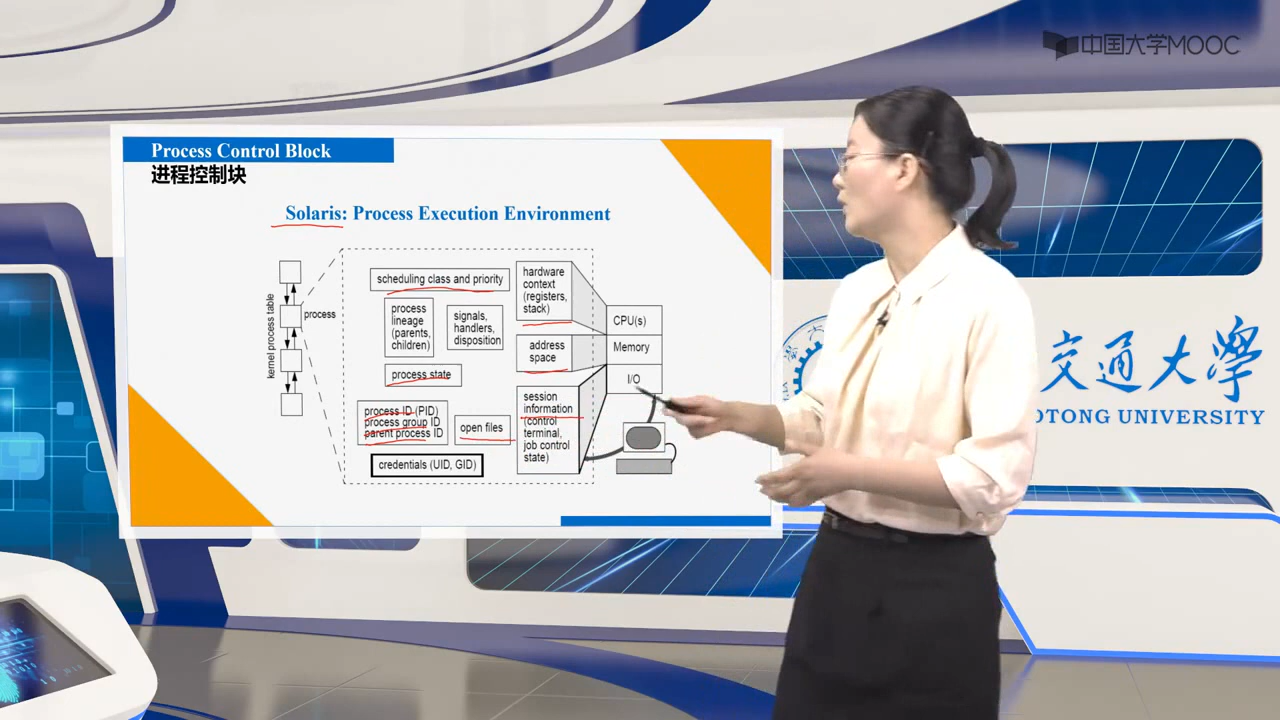 中国大学MOOC
Process Control Block
进程控制块
Solaris: Process Execution Environment
kernel process table
process
scheduling class and priority
process
lineage
(parents,
children)
signals,
handlers,
disposition
process state
process ID (PID)
process group ID
parent process ID
open files
credentials (UID, GID)
hardware
context
(registers,
stack)
address
space
session
information
(control
terminal,
job control
state)
CPU(s)
Memory
I/O
交通大学
OTONG UNIVERSITY